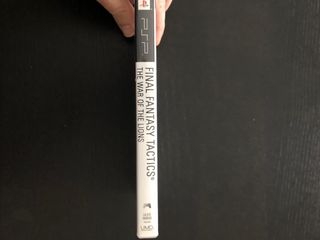 PSP
FINAL FANTASY TACTICS®
THE WAR OF THE LIONS
UMD